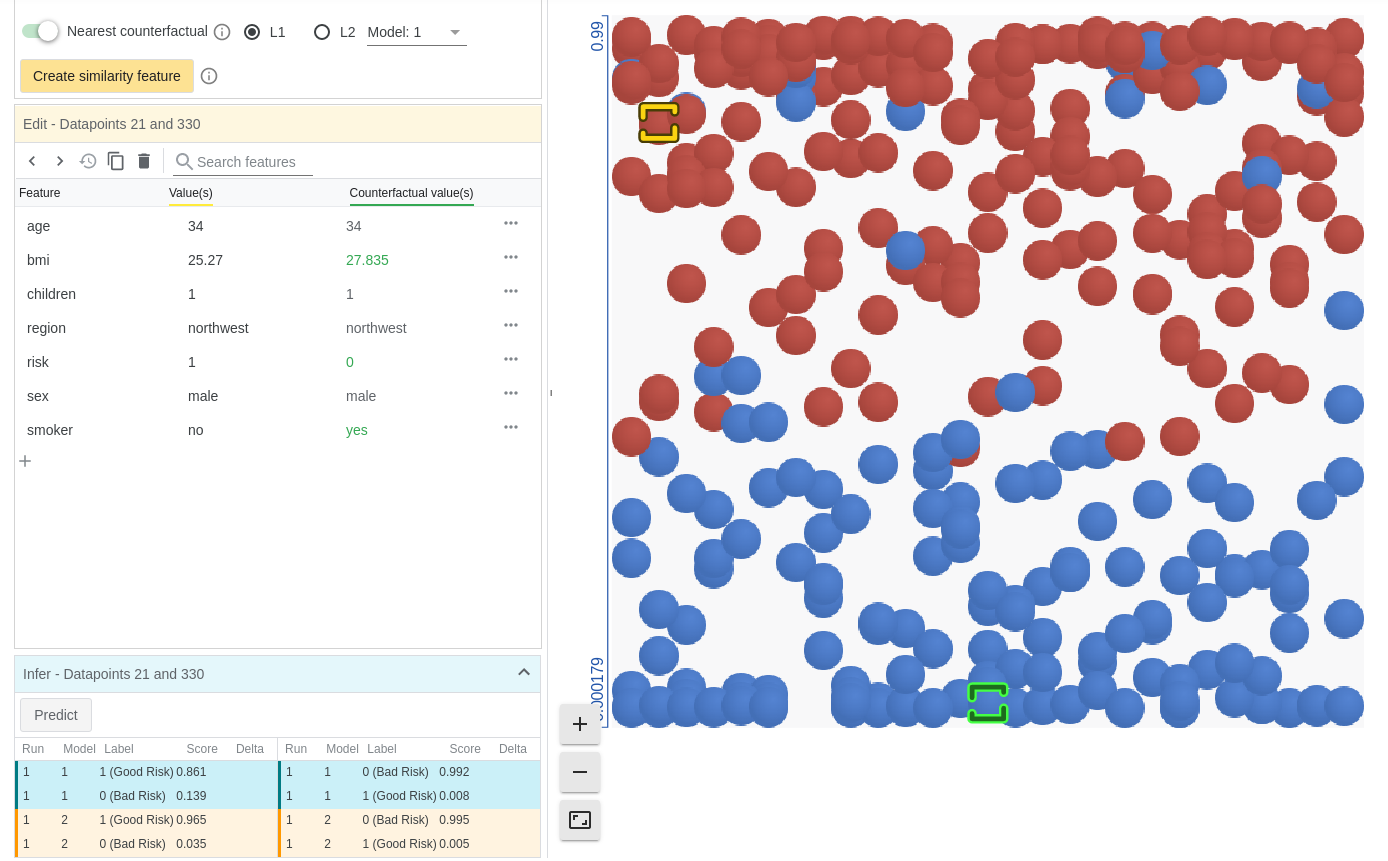 Nearest counterfactual L1 L2 Model: 1
Create similarity feature
Edit - Datapoints 21 and 330
Search features
Feature Value(s) Counterfactual value(s)
age 34 34
bmi 25.27 27.835
children 1 1
region northwest northwest
risk 1 0
sex male male
smoker no yes
Infer - Datapoints 21 and 330
Predict
Run Model Label Score Delta Run Model Label Score Delta
1 1 1 (Good Risk) 0.861 1 1 0 (Bad Risk) 0.992
1 1 0 (Bad Risk) 0.139 1 1 1 (Good Risk) 0.008
1 2 1 (Good Risk) 0.965 1 2 0 (Bad Risk) 0.995
1 2 0 (Bad Risk) 0.035 1 2 1 (Good Risk) 0.005
0.99